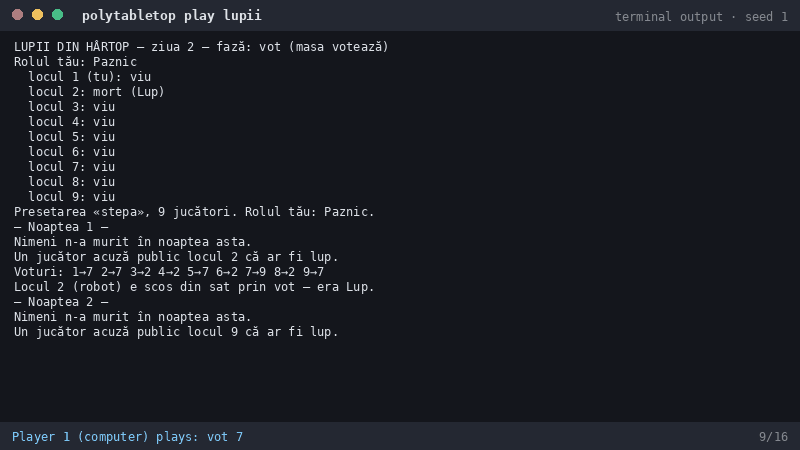 polytabletop play lupii
terminal output · seed 1
LUPII DIN HÂRTOP — ziua 2 — fază: vot (masa votează)
Rolul tău: Paznic
locul 1 (tu): viu
locul 2: mort (Lup)
locul 3: viu
locul 4: viu
locul 5: viu
locul 6: viu
locul 7: viu
locul 8: viu
locul 9: viu
Presetarea «stepa», 9 jucători. Rolul tău: Paznic.
— Noaptea 1 —
Nimeni n-a murit în noaptea asta.
Un jucător acuză public locul 2 că ar fi lup.
Voturi: 1→7 2→7 3→2 4→2 5→7 6→2 7→9 8→2 9→7
Locul 2 (robot) e scos din sat prin vot — era Lup.
— Noaptea 2 —
Nimeni n-a murit în noaptea asta.
Un jucător acuză public locul 9 că ar fi lup.
Player 1 (computer) plays: vot 7
9/16